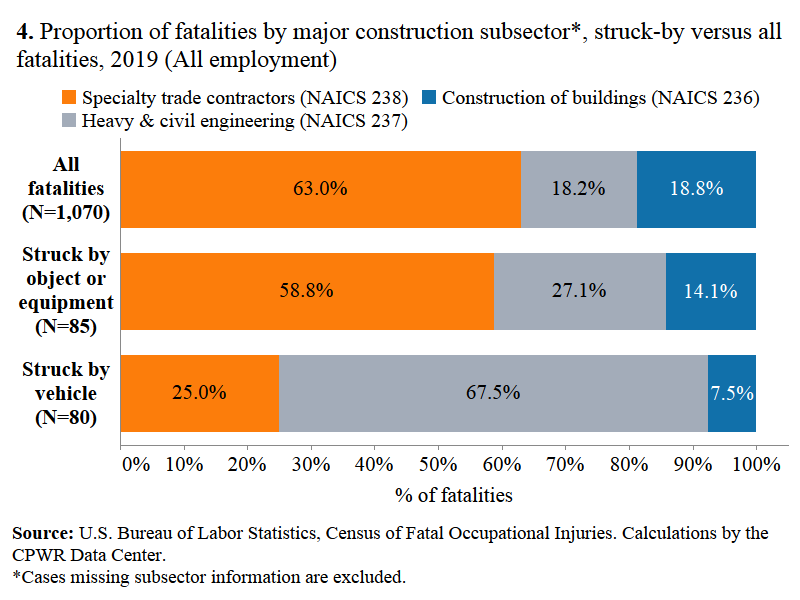 4. Proportion of fatalities by major construction subsector*, struck-by versus all
fatalities, 2019 (All employment)
Specialty trade contractors (NAICS 238) Construction of buildings (NAICS 236)
Heavy & civil engineering (NAICS 237)
All
fatalities
(N=1,070)
63.0% 18.2% 18.8%
Struck by
object or
equipment
(N=85)
58.8% 27.1% 14.1%
Struck by
vehicle
(N=80)
25.0% 67.5% 7.5%
0% 10% 20% 30% 40% 50% 60% 70% 80% 90% 100%
% of fatalities
Source: U.S. Bureau of Labor Statistics, Census of Fatal Occupational Injuries. Calculations by the
CPWR Data Center.
*Cases missing subsector information are excluded.